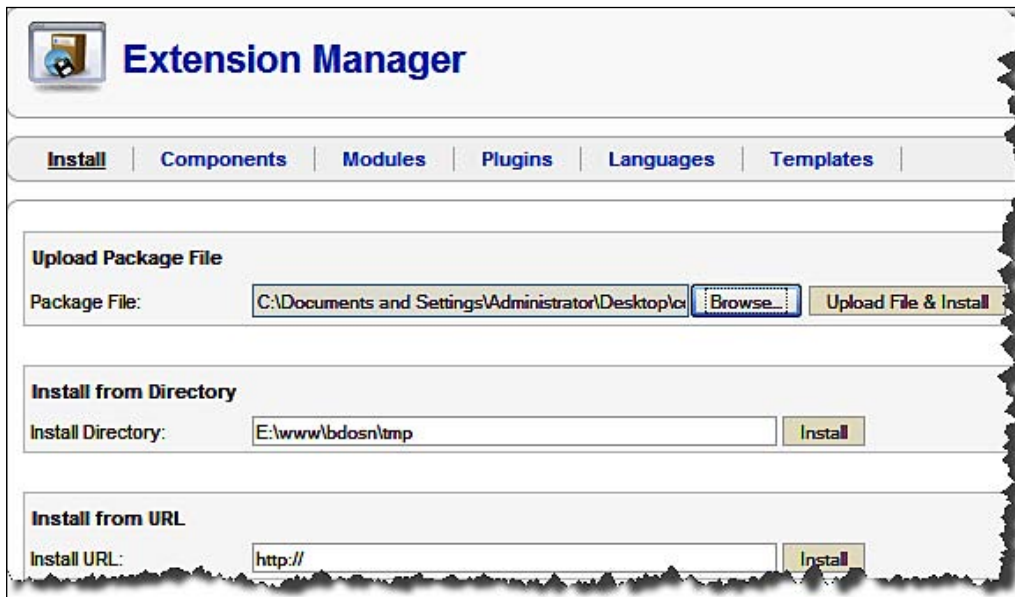 Extension Manager
Install Components Modules Plugins Languages Templates
Upload Package File
Package File: C:\Documents and Settings\Administrator\Desktop\c Browse... Upload File & Install
Install from Directory
Install Directory: E:\www\bdosn\tmp Install
Install from URL
Install URL: http:// Install